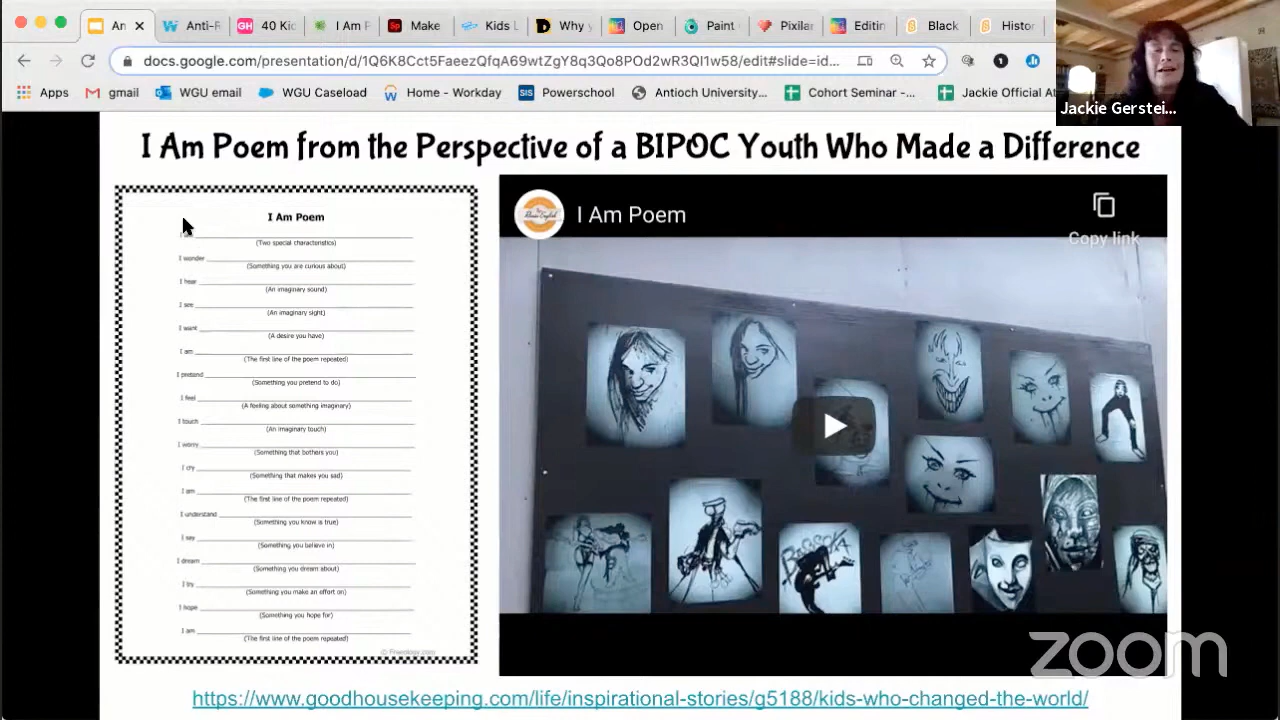 An
Anti-R
40 Kid
I Am P
Make
Kids L
Why y
Open
Paint
Pixilar
Editin
Black
Histor
docs.google.com/presentation/d/1Q6K8Cct5FaeezQfqA69wtZgY8q3Qo8POd2wR3QI1w58/edit#slide=id...
Apps
gmail
WGU email
WGU Caseload
Home - Workday
SIS Powerschool
Antioch University...
Cohort Seminar -...
Jackie Official At
Jackie Gerstei...
I Am Poem from the Perspective of a BIPOC Youth Who Made a Difference
I Am Poem
(Two special characteristics)
I wonder
(Something you are curious about)
I hear
(An imaginary sound)
I see
(An imaginary sight)
I want
(A desire you have)
I am
(The first line of the poem repeated)
I pretend
(Something you pretend to do)
I feel
(A feeling about something imaginary)
I touch
(An imaginary touch)
I worry
(Something that bothers you)
I cry
(Something that makes you sad)
I am
(The first line of the poem repeated)
I understand
(Something you know is true)
I say
(Something you believe in)
I dream
(Something you dream about)
I try
(Something you make an effort on)
I hope
(Something you hope for)
I am
(The first line of the poem repeated)
I Am Poem
Copy link
zoom
https://www.goodhousekeeping.com/life/inspirational-stories/g5188/kids-who-changed-the-world/